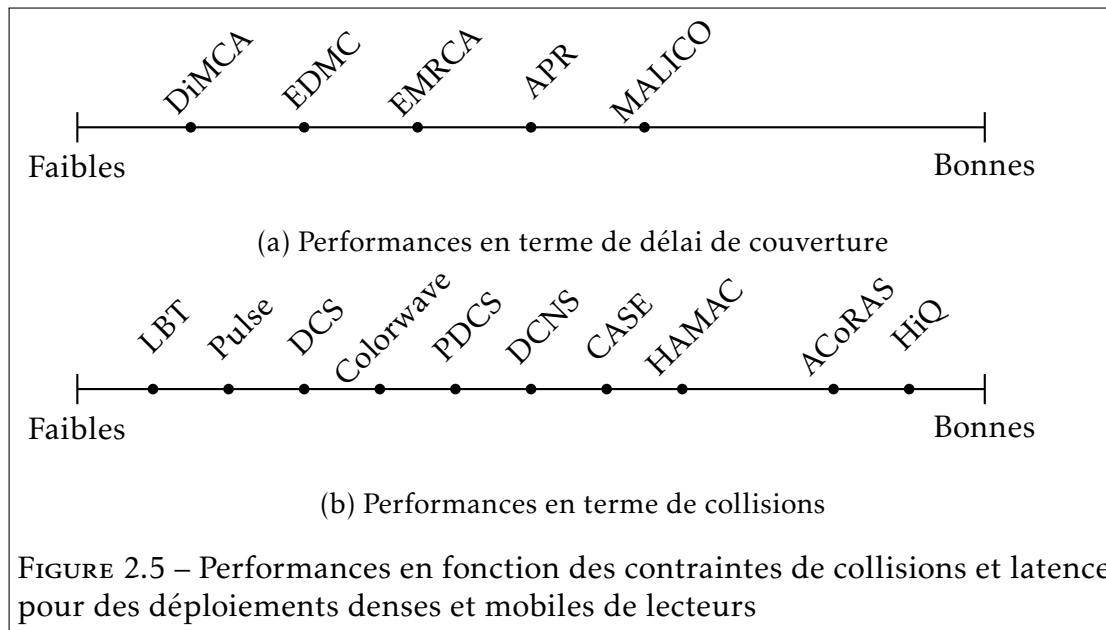 DiMCA EDMC EMRCA APR MALICO
Faibles Bonnes
(a) Performances en terme de délai de couverture
LBT Pulse DCS Colorwave PDCS DCNS CASE HAMAC ACoRAS HiQ
Faibles Bonnes
(b) Performances en terme de collisions
FIGURE 2.5 – Performances en fonction des contraintes de collisions et latence
pour des déploiements denses et mobiles de lecteurs